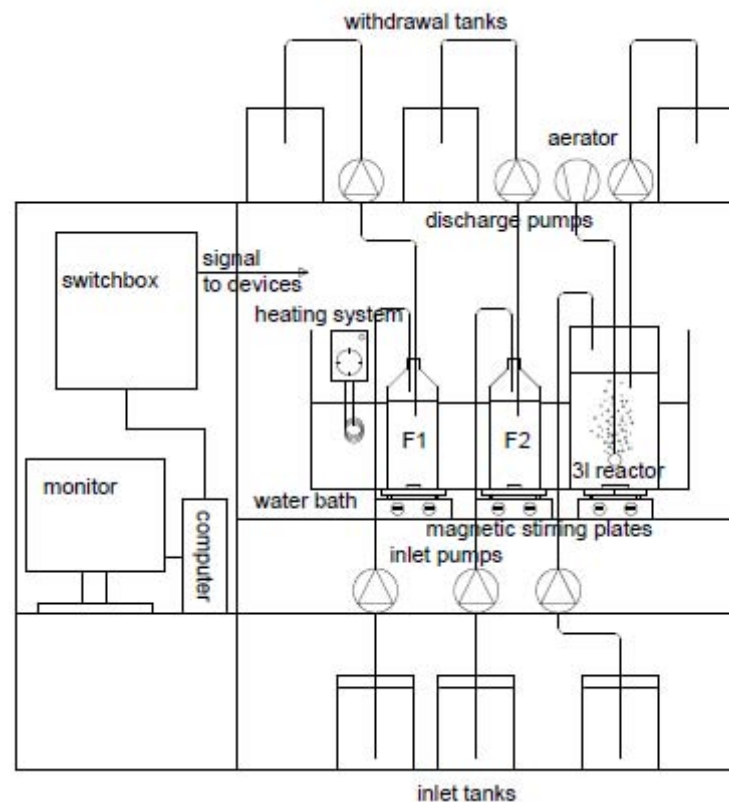 withdrawal tanks
aerator
discharge pumps
switchbox
signal
to devices
heating system
F1
F2
3l reactor
monitor
computer
water bath
magnetic stirring plates
inlet pumps
inlet tanks